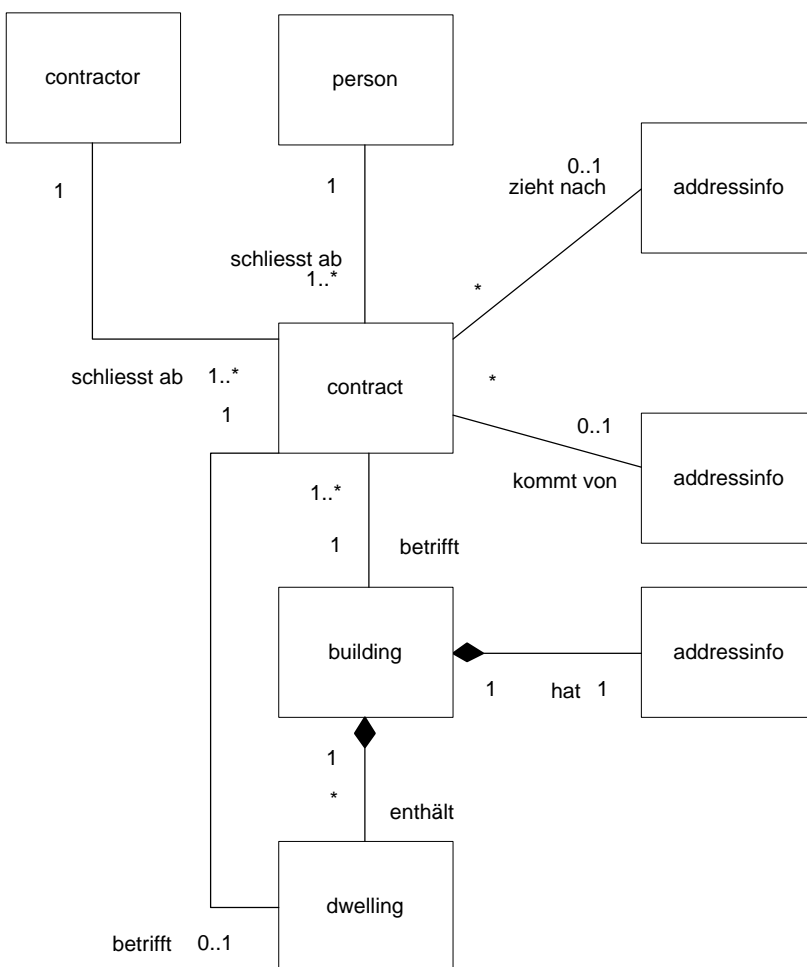 contractor
person
0..1
zieht nach
addressinfo
1
1
schliesst ab
1..*
*
schliesst ab
1..*
contract
*
1
0..1
kommt von
addressinfo
1..*
1
betrifft
building
addressinfo
1
hat
1
1
*
enthält
dwelling
betrifft
0..1